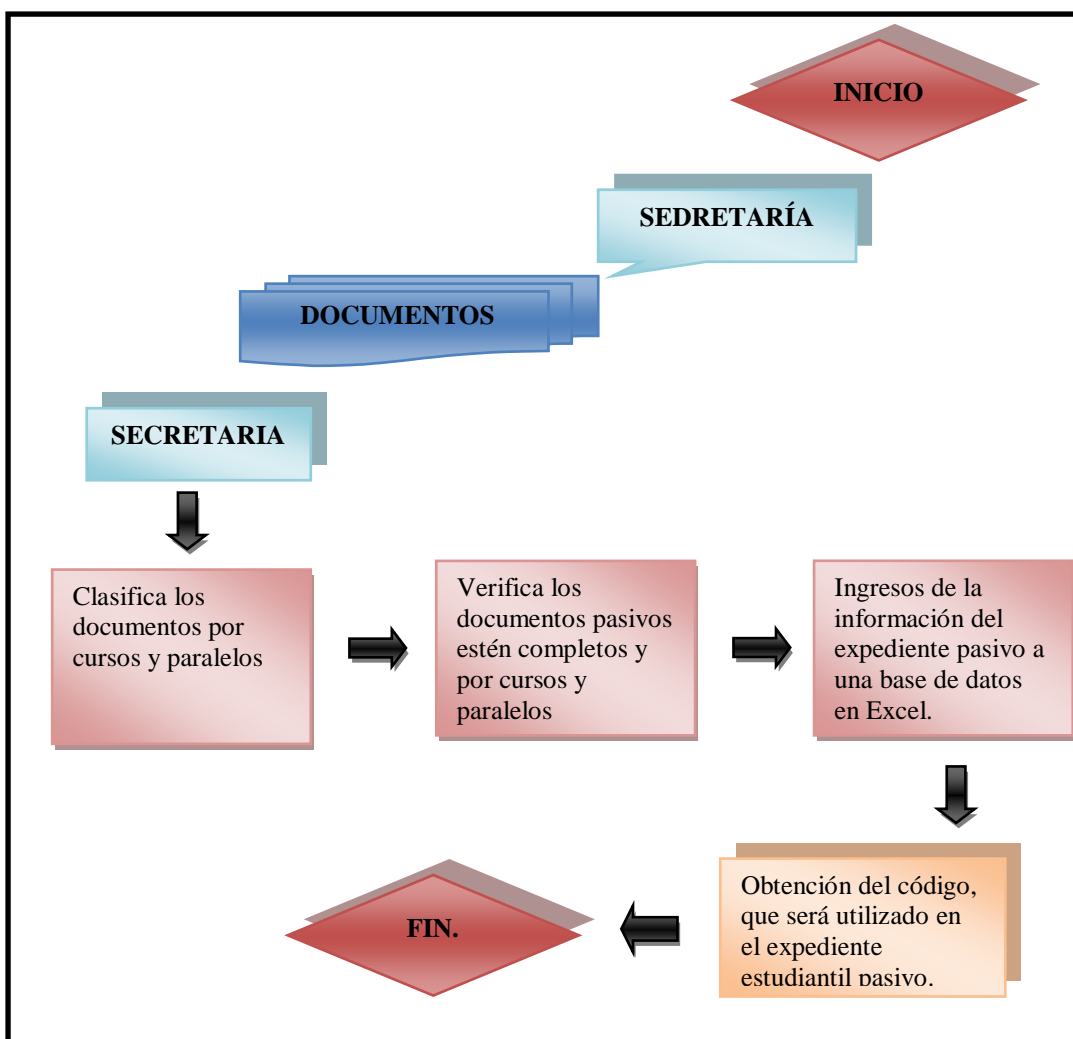 INICIO
SEDRETARÍA
DOCUMENTOS
SECRETARIA
Clasifica los
documentos por
cursos y paralelos
Verifica los
documentos pasivos
estén completos y
por cursos y
paralelos
Ingresos de la
información del
expediente pasivo a
una base de datos
en Excel.
Obtención del código,
que será utilizado en
el expediente
estudiantil pasivo.
FIN.